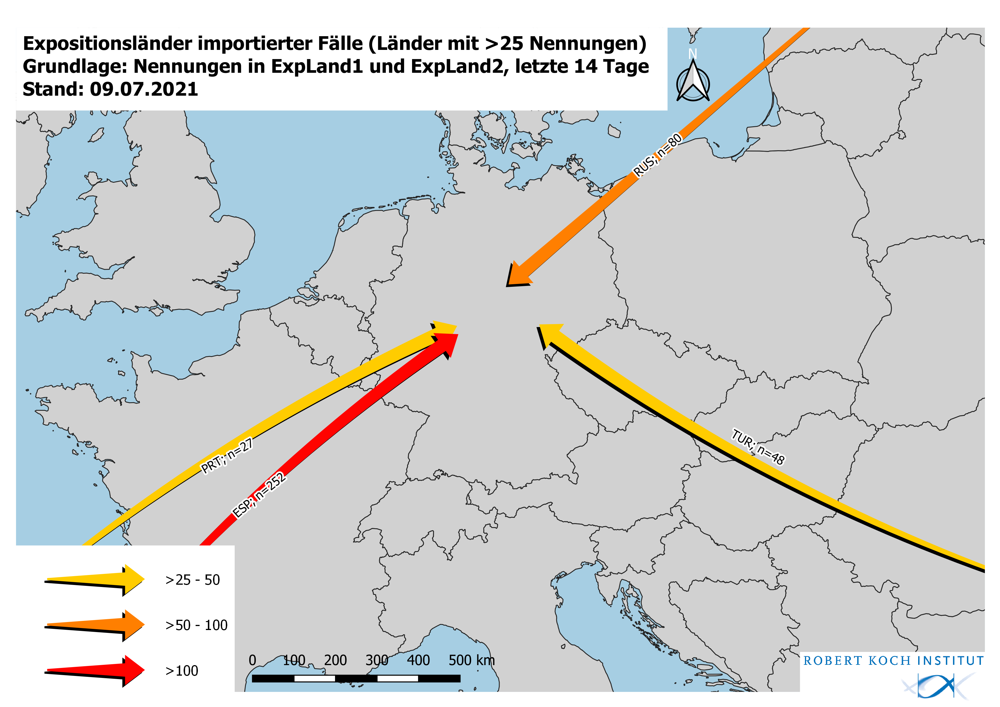 Expositionsländer importierter Fälle (Länder mit >25 Nennungen)
Grundlage: Nennungen in ExpLand1 und ExpLand2, letzte 14 Tage
Stand: 09.07.2021
N
RUS; n=80
PRT; n=27
ESP; n=252
TUR; n=48
>25 - 50
>50 - 100
>100
0 100 200 300 400 500 km
ROBERT KOCH INSTITUT